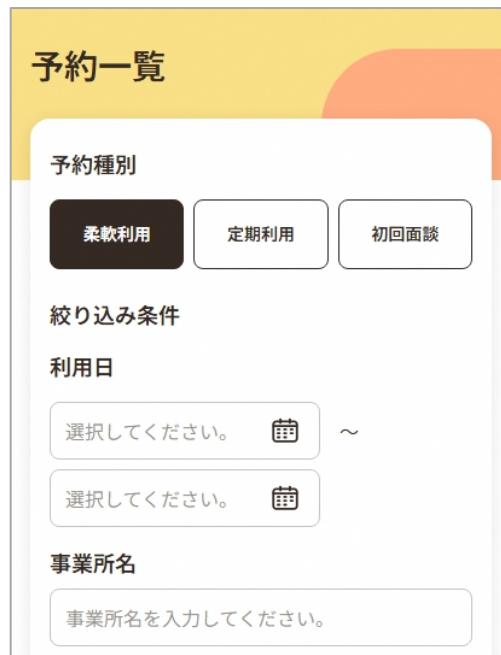 予約一覧
予約種別
柔軟利用 定期利用 初回面談
絞り込み条件
利用日
選択してください。 ～
選択してください。
事業所名
事業所名を入力してください。